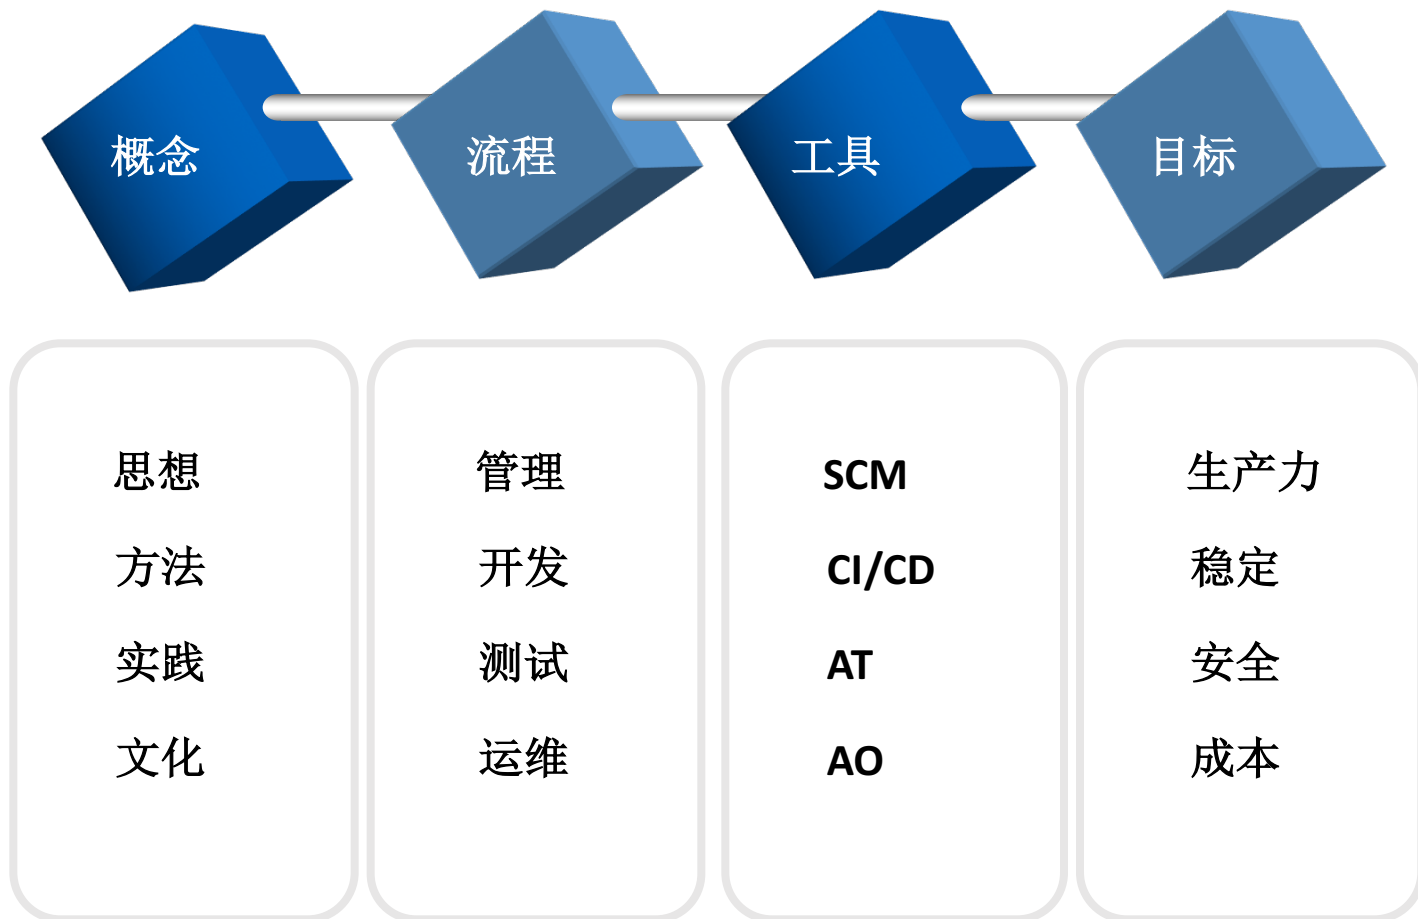 概念
流程
工具
目标
思想
方法
实践
文化
管理
开发
测试
运维
SCM
CI/CD
AT
AO
生产力
稳定
安全
成本